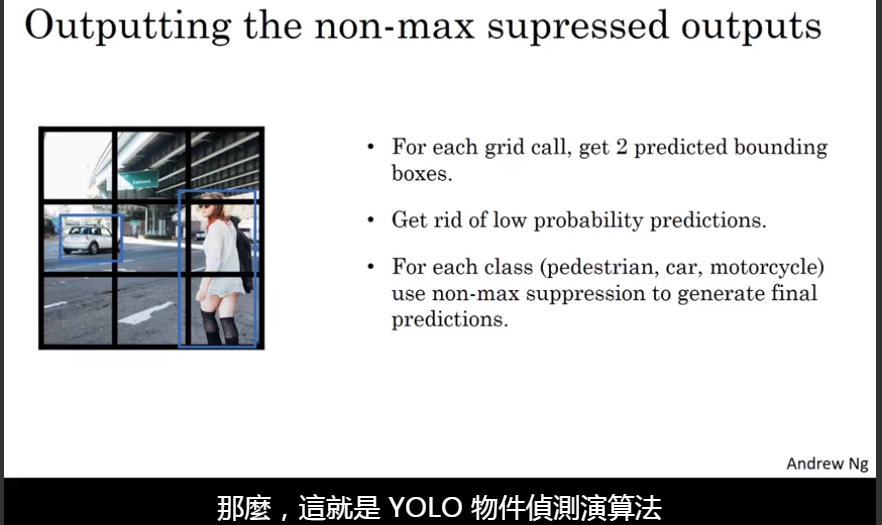 Outputting the non-max supressed outputs
• For each grid call, get 2 predicted bounding
boxes.
• Get rid of low probability predictions.
• For each class (pedestrian, car, motorcycle)
use non-max suppression to generate final
predictions.
Andrew Ng
那麼，這就是 YOLO 物件偵測演算法